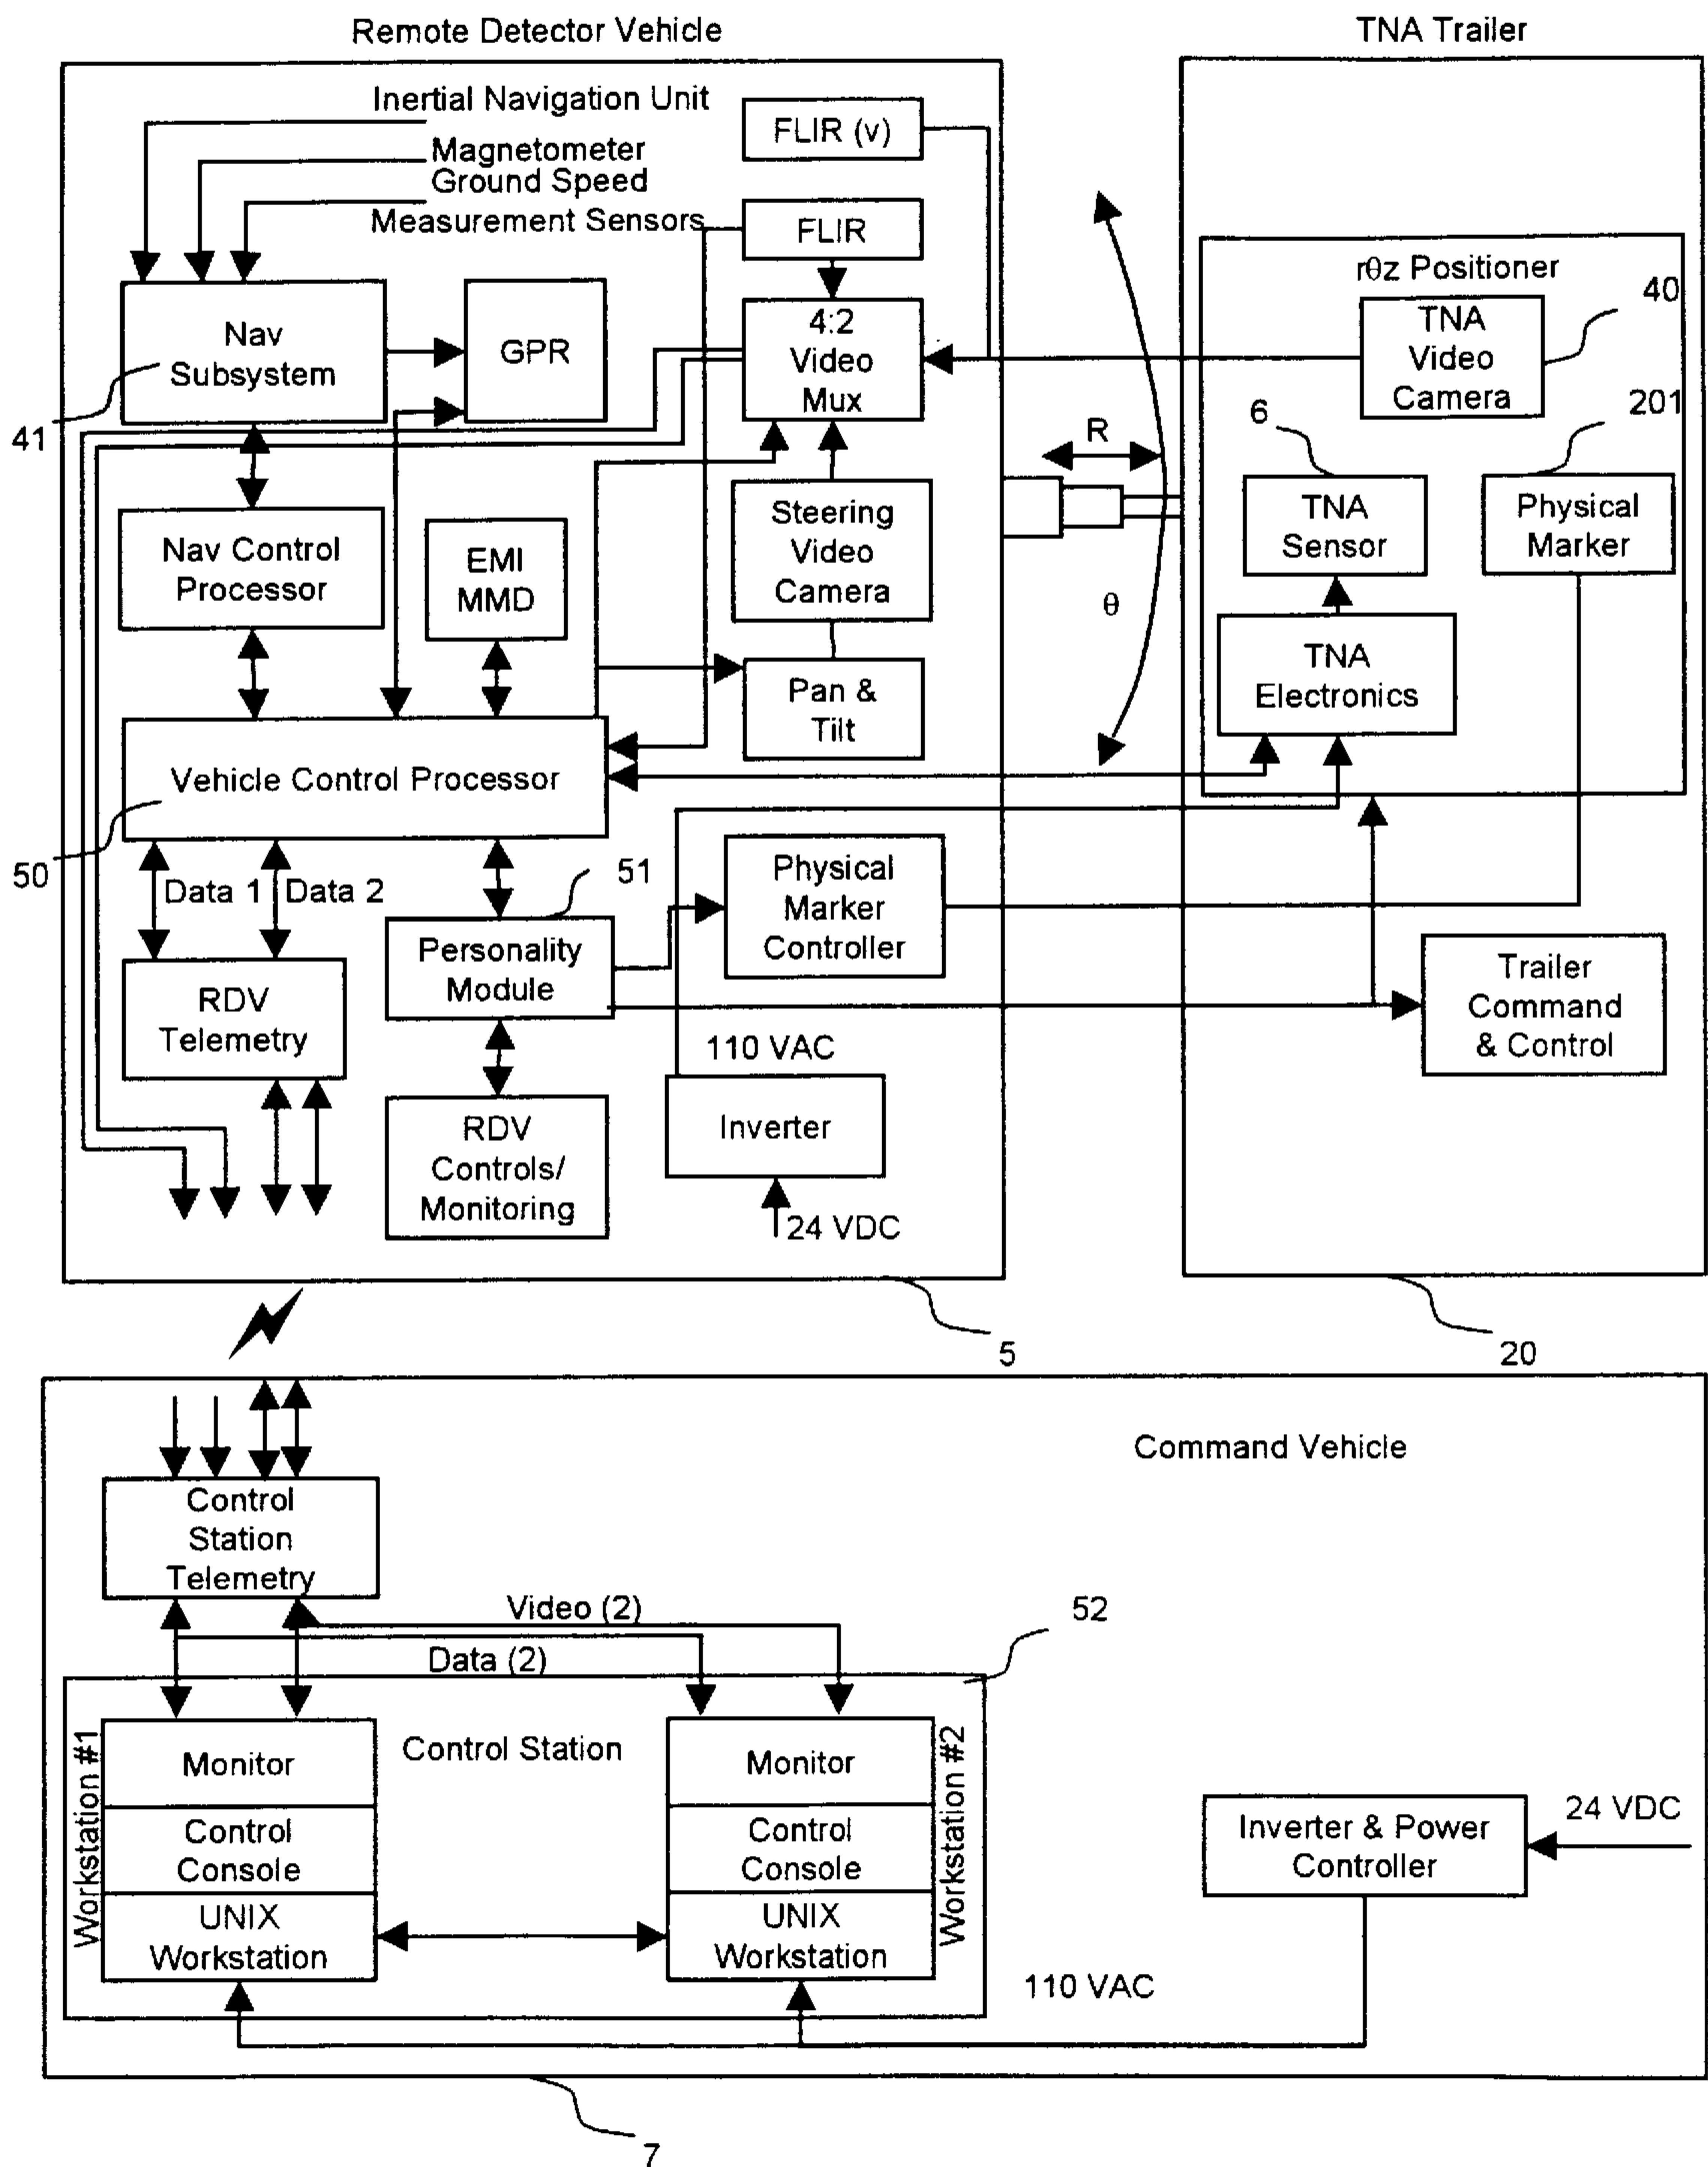 Remote Detector Vehicle
TNA Trailer
Inertial Navigation Unit
Magnetometer
Ground Speed
Measurement Sensors
FLIR (v)
FLIR
Nav
Subsystem
GPR
4:2
Video
Mux
41
Nav Control
Processor
EMI
MMD
Steering
Video
Camera
Pan &
Tilt
Vehicle Control Processor
50
Data 1
Data 2
51
Personality
Module
Physical
Marker
Controller
RDV
Telemetry
RDV
Controls/
Monitoring
110 VAC
Inverter
24 VDC
5
R
θ
rθz Positioner
40
TNA
Video
Camera
6
201
TNA
Sensor
Physical
Marker
TNA
Electronics
Trailer
Command
& Control
20
Command Vehicle
Control
Station
Telemetry
Video (2)
Data (2)
52
Workstation #1
Monitor
Control
Console
UNIX
Workstation
Control Station
Monitor
Control
Console
UNIX
Workstation
Workstation #2
Inverter & Power
Controller
24 VDC
110 VAC
7